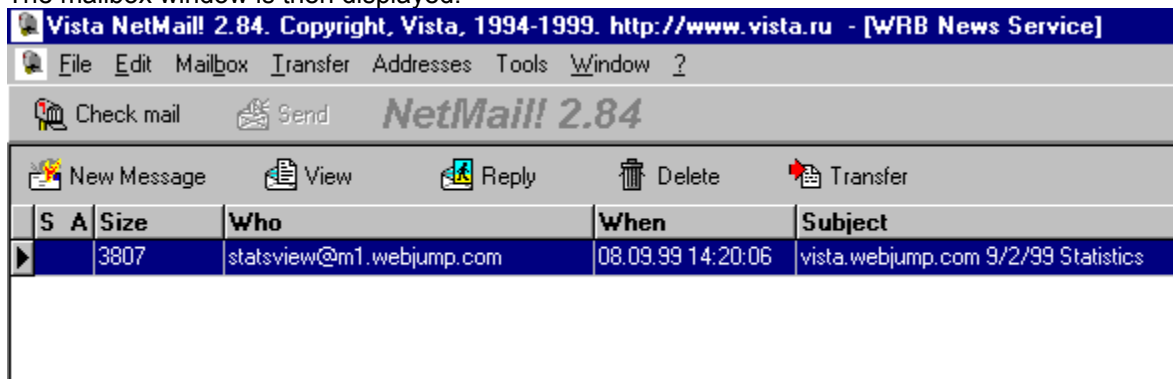 The mailbox window is then displayed.
Vista NetMail! 2.84. Copyright, Vista, 1994-1999. http://www.vista.ru - [WRB News Service]
File Edit Mailbox Transfer Addresses Tools Window ?
Check mail Send NetMail! 2.84
New Message View Reply Delete Transfer
S A Size Who When Subject
3807 statsview@m1.webjump.com 08.09.99 14:20:06 vista.webjump.com 9/2/99 Statistics